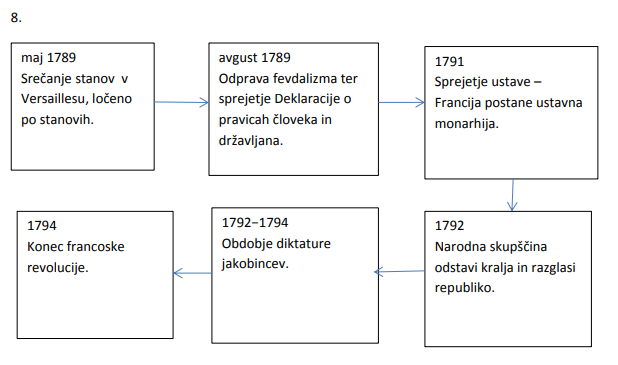 8.
maj 1789
Srečanje stanov v
Versaillesu, ločeno
po stanovih.
avgust 1789
Odprava fevdalizma ter
sprejetje Deklaracije o
pravicah človeka in
državljana.
1791
Sprejetje ustave –
Francija postane ustavna
monarhija.
1792
Narodna skupščina
odstavi kralja in razglasi
republiko.
1792–1794
Obdobje diktature
jakobincev.
1794
Konec francoske
revolucije.